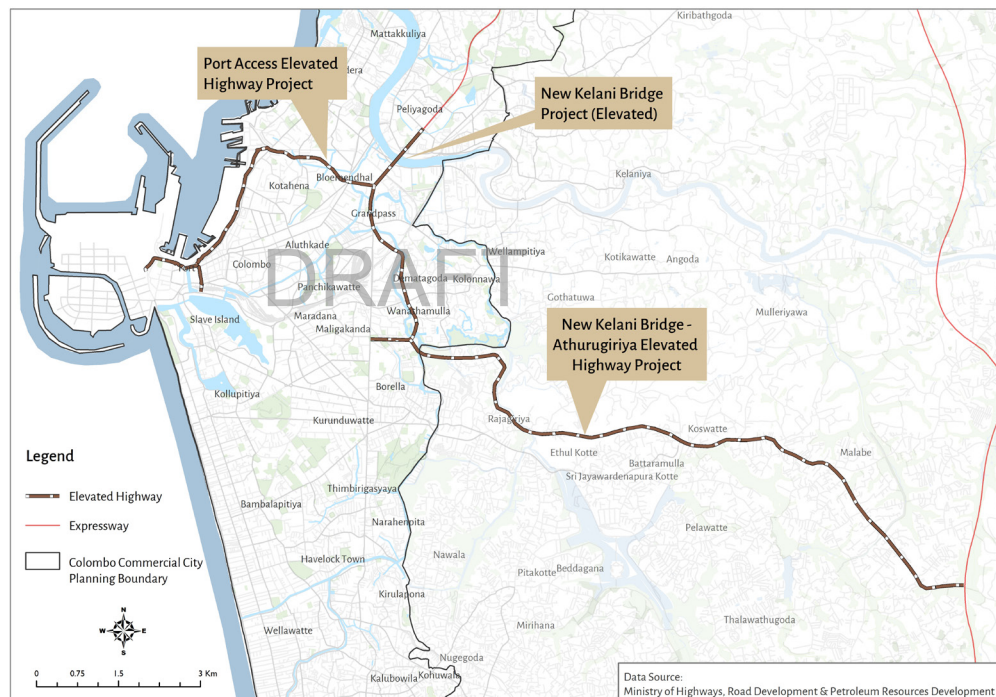 Kiribathgoda
Mattakkuliya
Port Access Elevated
Highway Project
dera
New Kelani Bridge
Project (Elevated)
Peliyagoda
Bloemendhal
Kelaniya
Kotahena
Grandpass
Aluthkade
Wellampitiya
Kotikawatte
Angoda
Fort
Colombo
DRAFT
Dematagoda
Kolonnawa
Panchikawatte
Gothatuwa
Mulleriyawa
Slave Island
Maradana
Wanathamulla
Maligakanda
New Kelani Bridge -
Athurugiriya Elevated
Highway Project
Borella
Kollupitiya
Kurunduwatte
Rajagiriya
Koswatte
Ethul Kotte
Malabe
Battaramulla
Sri Jayawardenapura Kotte
Legend
Elevated Highway
Expressway
Colombo Commercial City
Planning Boundary
Thimbirigasyaya
Bambalapitiya
Narahenpita
Pelawatte
Havelock Town
Nawala
Pitakotte
Beddagana
Kirulapona
N
W
E
S
Wellawatte
Mirihana
Thalawathugoda
Nugegoda
Kalubowila
Kohuwala
0
0.75
1.5
3 Km
Data Source:
Ministry of Highways, Road Development & Petroleum Resources Development